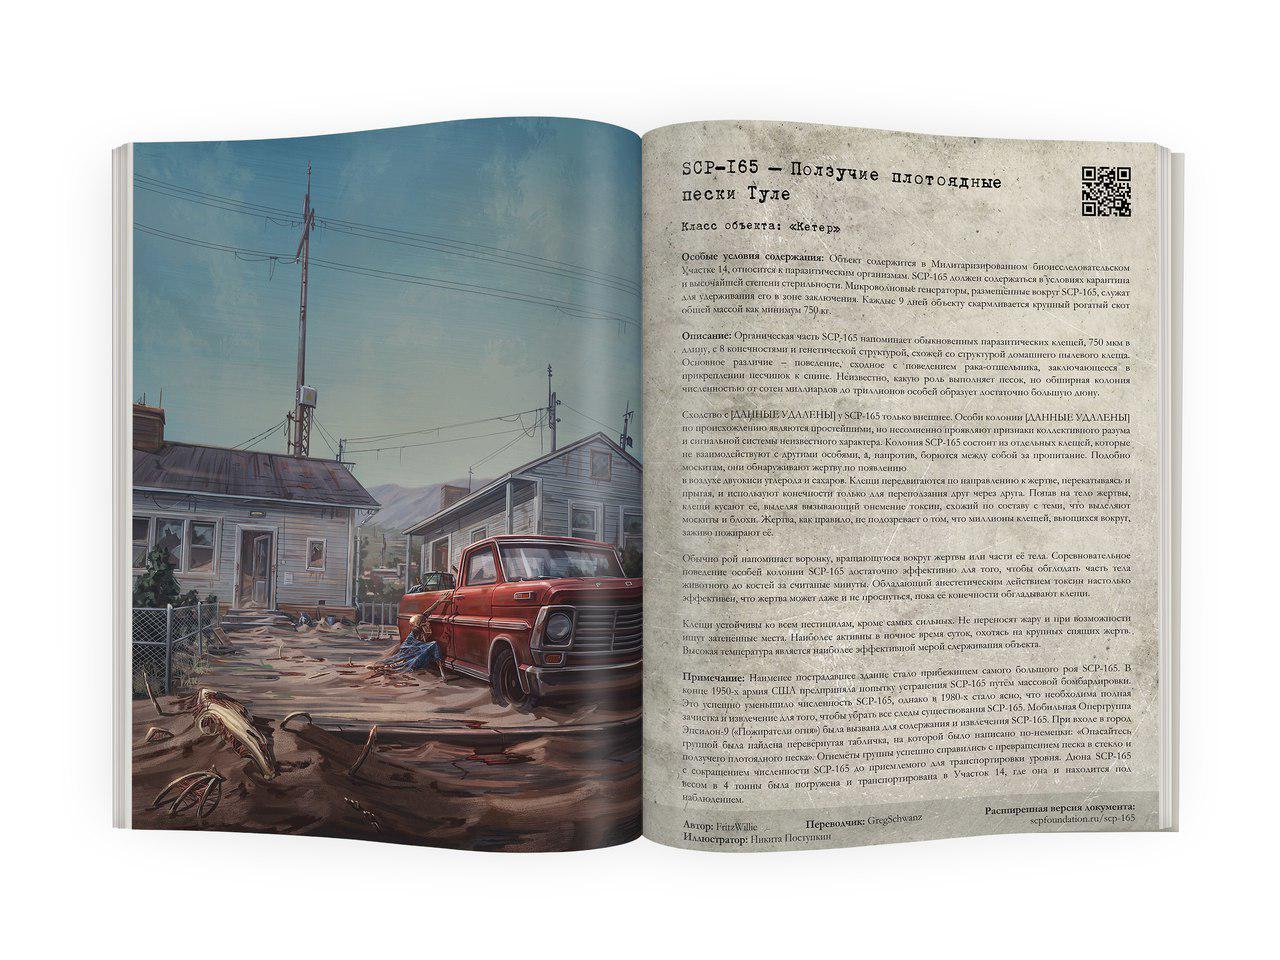 SCP-165 — Ползучие плотоядные
пески Туле
Класс объекта: «Кетер»
Особые условия содержания: Объект содержится в Милитаризированном биоисследовательском
Участке 14, относится к паразитическим организмам. SCP-165 должен содержаться в условиях карантина
и высочайшей степени стерильности. Микроволновые генераторы, размещённые вокруг SCP-165, служат
для удерживания его в зоне заключения. Каждые 9 дней объекту скармливается крупный рогатый скот
общей массой как минимум 750 кг.
Описание: Органическая часть SCP-165 напоминает обыкновенных паразитических клещей, 750 мкм в
длину, с 8 конечностями и генетической структурой, схожей со структурой домашнего пылевого клеща.
Основное различие – поведение, сходное с поведением рака-отшельника, заключающееся в
прикреплении песчинок к спине. Неизвестно, какую роль выполняет песок, но обширная колония
численностью от сотен миллиардов до триллионов особей образует достаточно большую дюну.
Сходство с [ДАННЫЕ УДАЛЕНЫ] у SCP-165 только внешнее. Особи колонии [ДАННЫЕ УДАЛЕНЫ]
по происхождению являются простейшими, но несомненно проявляют признаки коллективного разума
и сигнальной системы неизвестного характера. Колония SCP-165 состоит из отдельных клещей, которые
не взаимодействуют с другими особями, а, напротив, борются между собой за пропитание. Подобно
москитам, они обнаруживают жертву по появлению
в воздухе двуокиси углерода и сахаров. Клещи передвигаются по направлению к жертве, перекатываясь и
прыгая, и используют конечности только для переползания друг через друга. Попав на тело жертвы,
клещи кусают её, выделяя вызывающий онемение токсин, схожий по составу с теми, что выделяют
москиты и блохи. Жертва, как правило, не подозревает о том, что миллионы клещей, вьющихся вокруг,
заживо пожирают её.
Обычно рой напоминает воронку, вращающуюся вокруг жертвы или части её тела. Соревновательное
поведение особей колонии SCP-165 достаточно эффективно для того, чтобы обглодать часть тела
животного до костей за считаные минуты. Обладающий анестетическим действием токсин настолько
эффективен, что жертва может даже и не проснуться, пока ее конечности обгладывают клещи.
Клещи устойчивы ко всем пестицидам, кроме самых сильных. Не переносят жару и при возможности
ищут затенённые места. Наиболее активны в ночное время суток, охотясь на крупных спящих жертв.
Высокая температура является наиболее эффективной мерой сдерживания объекта.
Примечание: Наименее пострадавшее здание стало прибежищем самого большого роя SCP-165. В
конце 1950-х армия США предприняла попытку устранения SCP-165 путём массовой бомбардировки.
Это успешно уменьшило численность SCP-165, однако в 1980-х стало ясно, что необходима полная
зачистка и извлечение для того, чтобы убрать все следы существования SCP-165. Мобильная Опергруппа
Эпсилон-9 («Пожиратели огня») была вызвана для содержания и извлечения SCP-165. При входе в город
группой была найдена перевернутая табличка, на которой было написано по-немецки: «Опасайтесь
ползучего плотоядного песка». Огнемёты группы успешно справились с превращением песка в стекло и
с сокращением численности SCP-165 до приемлемого для транспортировки уровня. Дюна SCP-165
весом в 4 тонны была погружена и транспортирована в Участок 14, где она и находится под
наблюдением.
Автор: FritzWillie Переводчик: GregSchwanz
Иллюстратор: Никита Поступкин
Расширенная версия документа:
scpfoundation.ru/scp-165